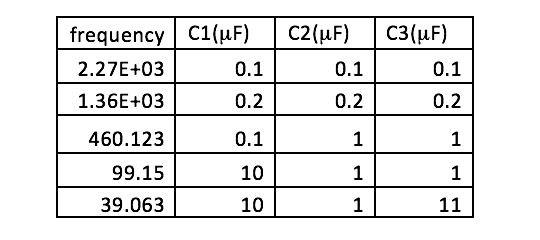 frequency C1(μF) C2(μF) C3(μF)
2.27E+03 0.1 0.1 0.1
1.36E+03 0.2 0.2 0.2
460.123 0.1 1 1
99.15 10 1 1
39.063 10 1 11